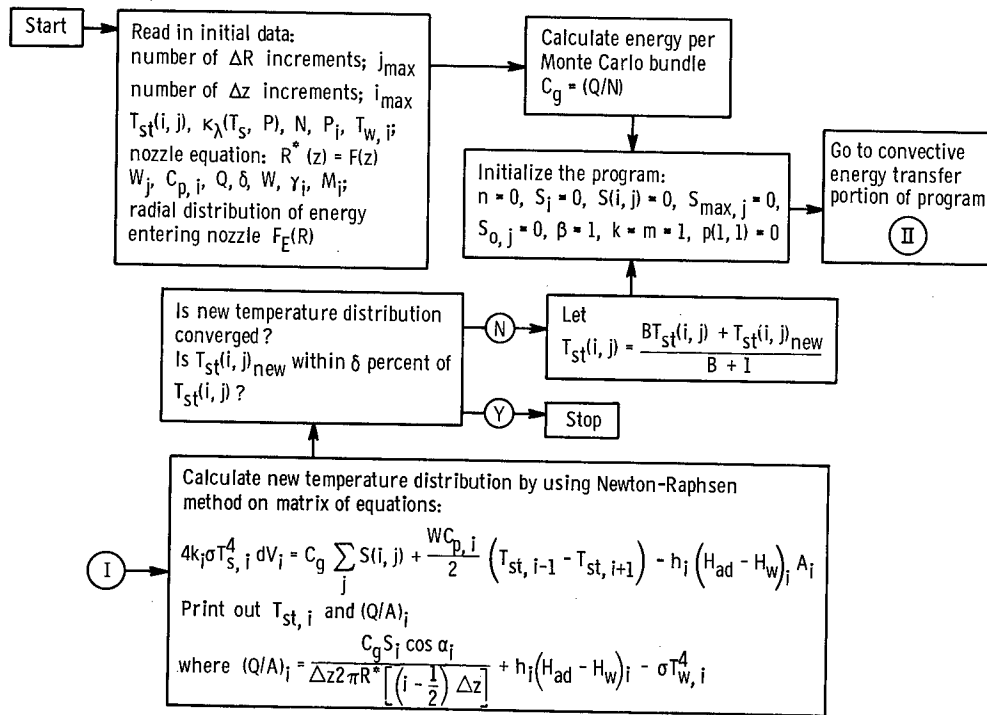 Start
Read in initial data:
number of ΔR increments; j_max
number of Δz increments; i_max
T_st(i, j), κ_λ(T_s, P), N, P_i, T_w, i;
nozzle equation: R* (z) = F(z)
W_j, C_p, i, Q, δ, W, γ_i, M_i;
radial distribution of energy
entering nozzle F_E(R)
Calculate energy per
Monte Carlo bundle
C_g = (Q/N)
Initialize the program:
n = 0, S_i = 0, S(i, j) = 0, S_max, j = 0,
S_o, j = 0, β = 1, k = m = 1, p(1, 1) = 0
Go to convective
energy transfer
portion of program
II
Is new temperature distribution
converged?
Is T_st(i, j)_new within δ percent of
T_st(i, j)?
N
Let
T_st(i, j) = (BT_st(i, j) + T_st(i, j)_new) / (B + 1)
Y
Stop
I
Calculate new temperature distribution by using Newton-Raphsen
method on matrix of equations:
4k_iσT^4_s, i dV_i = C_g ∑_j S(i, j) + (WC_p, i / 2) (T_st, i-1 - T_st, i+1) - h_i (H_ad - H_w)_i A_i
Print out T_st, i and (Q/A)_i
where (Q/A)_i = (C_g S_i cos α_i) / (Δz2πR* [(i - 1/2) Δz]) + h_i(H_ad - H_w)_i - σT^4_w, i